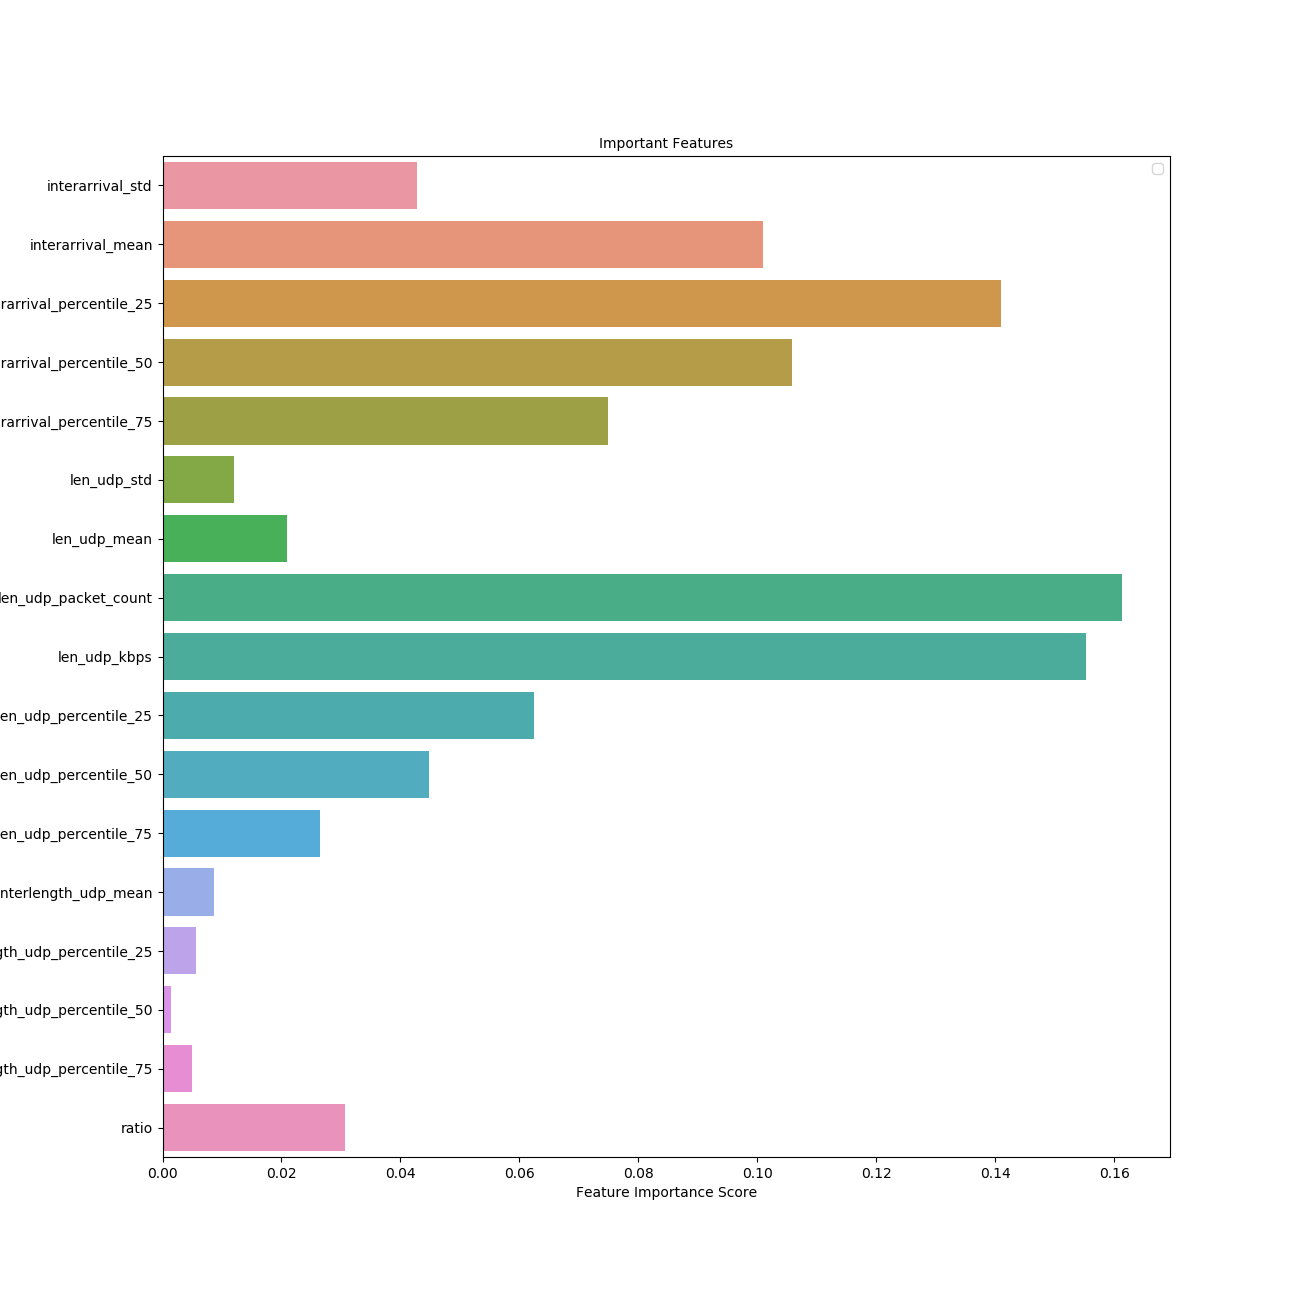 Important Features
interarrival_std
interarrival_mean
rarrival_percentile_25
rarrival_percentile_50
rarrival_percentile_75
len_udp_std
len_udp_mean
len_udp_packet_count
len_udp_kbps
en_udp_percentile_25
en_udp_percentile_50
en_udp_percentile_75
nterlength_udp_mean
gth_udp_percentile_25
gth_udp_percentile_50
gth_udp_percentile_75
ratio
0.00 0.02 0.04 0.06 0.08 0.10 0.12 0.14 0.16
Feature Importance Score